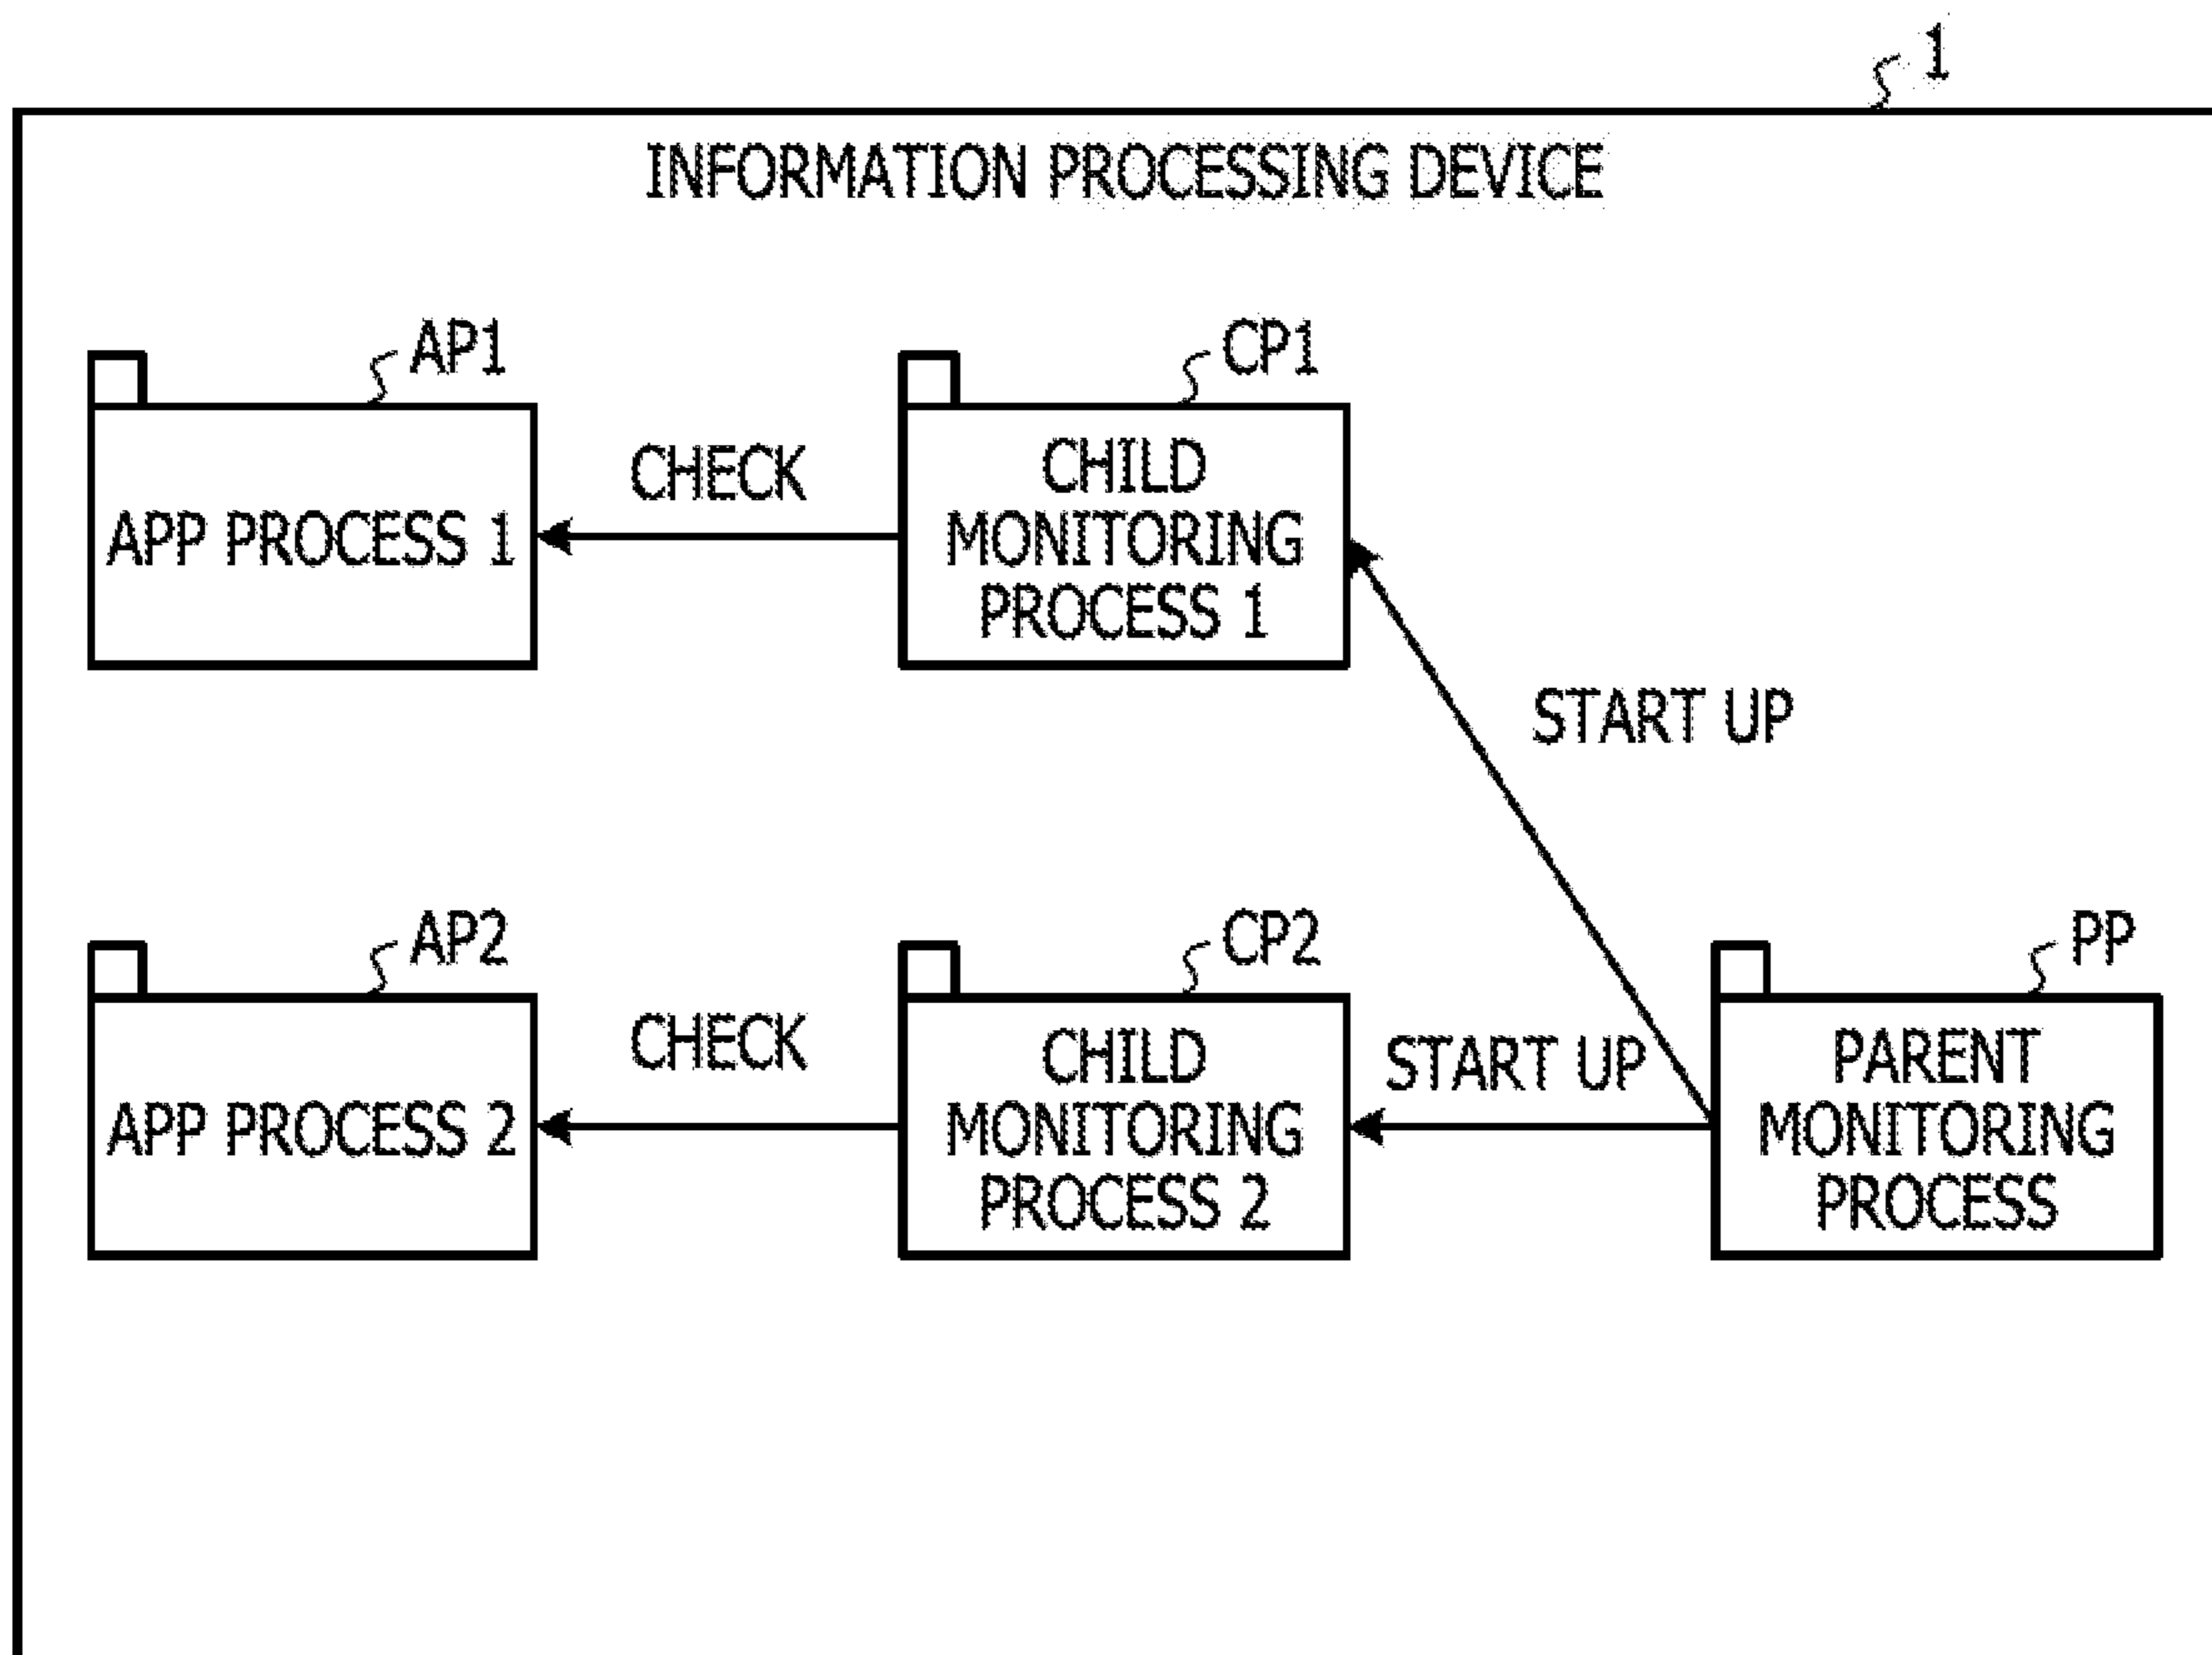 1
INFORMATION PROCESSING DEVICE
AP1
CP1
APP PROCESS 1
CHECK
CHILD
MONITORING
PROCESS 1
START UP
AP2
CP2
PP
APP PROCESS 2
CHECK
CHILD
MONITORING
PROCESS 2
START UP
PARENT
MONITORING
PROCESS